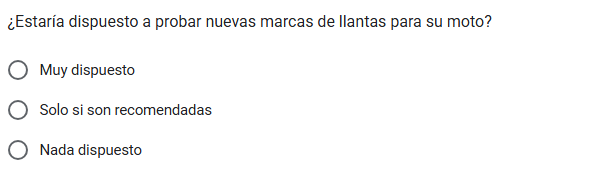 ¿Estaría dispuesto a probar nuevas marcas de llantas para su moto?
Muy dispuesto
Solo si son recomendadas
Nada dispuesto